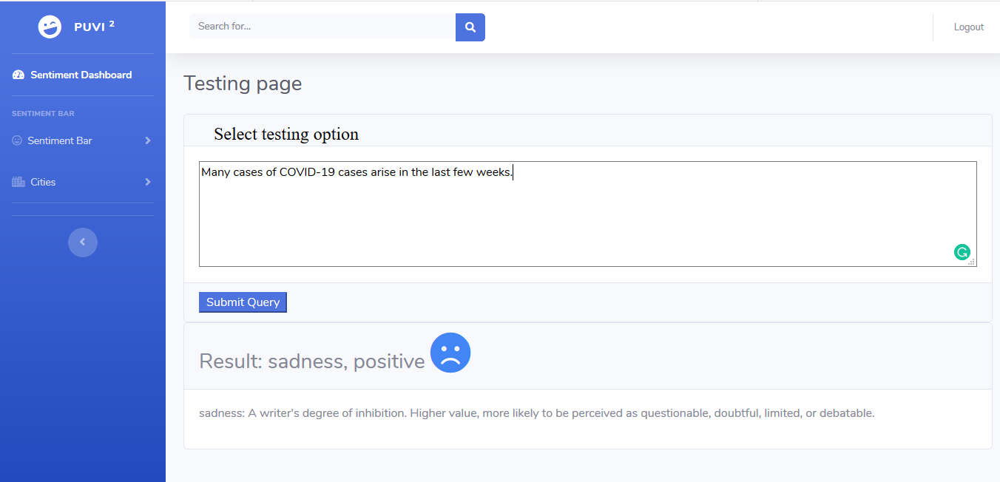 PUVI 2
Search for...
Logout
Sentiment Dashboard
SENTIMENT BAR
Sentiment Bar
Cities
Testing page
Select testing option
Many cases of COVID-19 cases arise in the last few weeks.
Submit Query
Result: sadness, positive
sadness: A writer's degree of inhibition. Higher value, more likely to be perceived as questionable, doubtful, limited, or debatable.